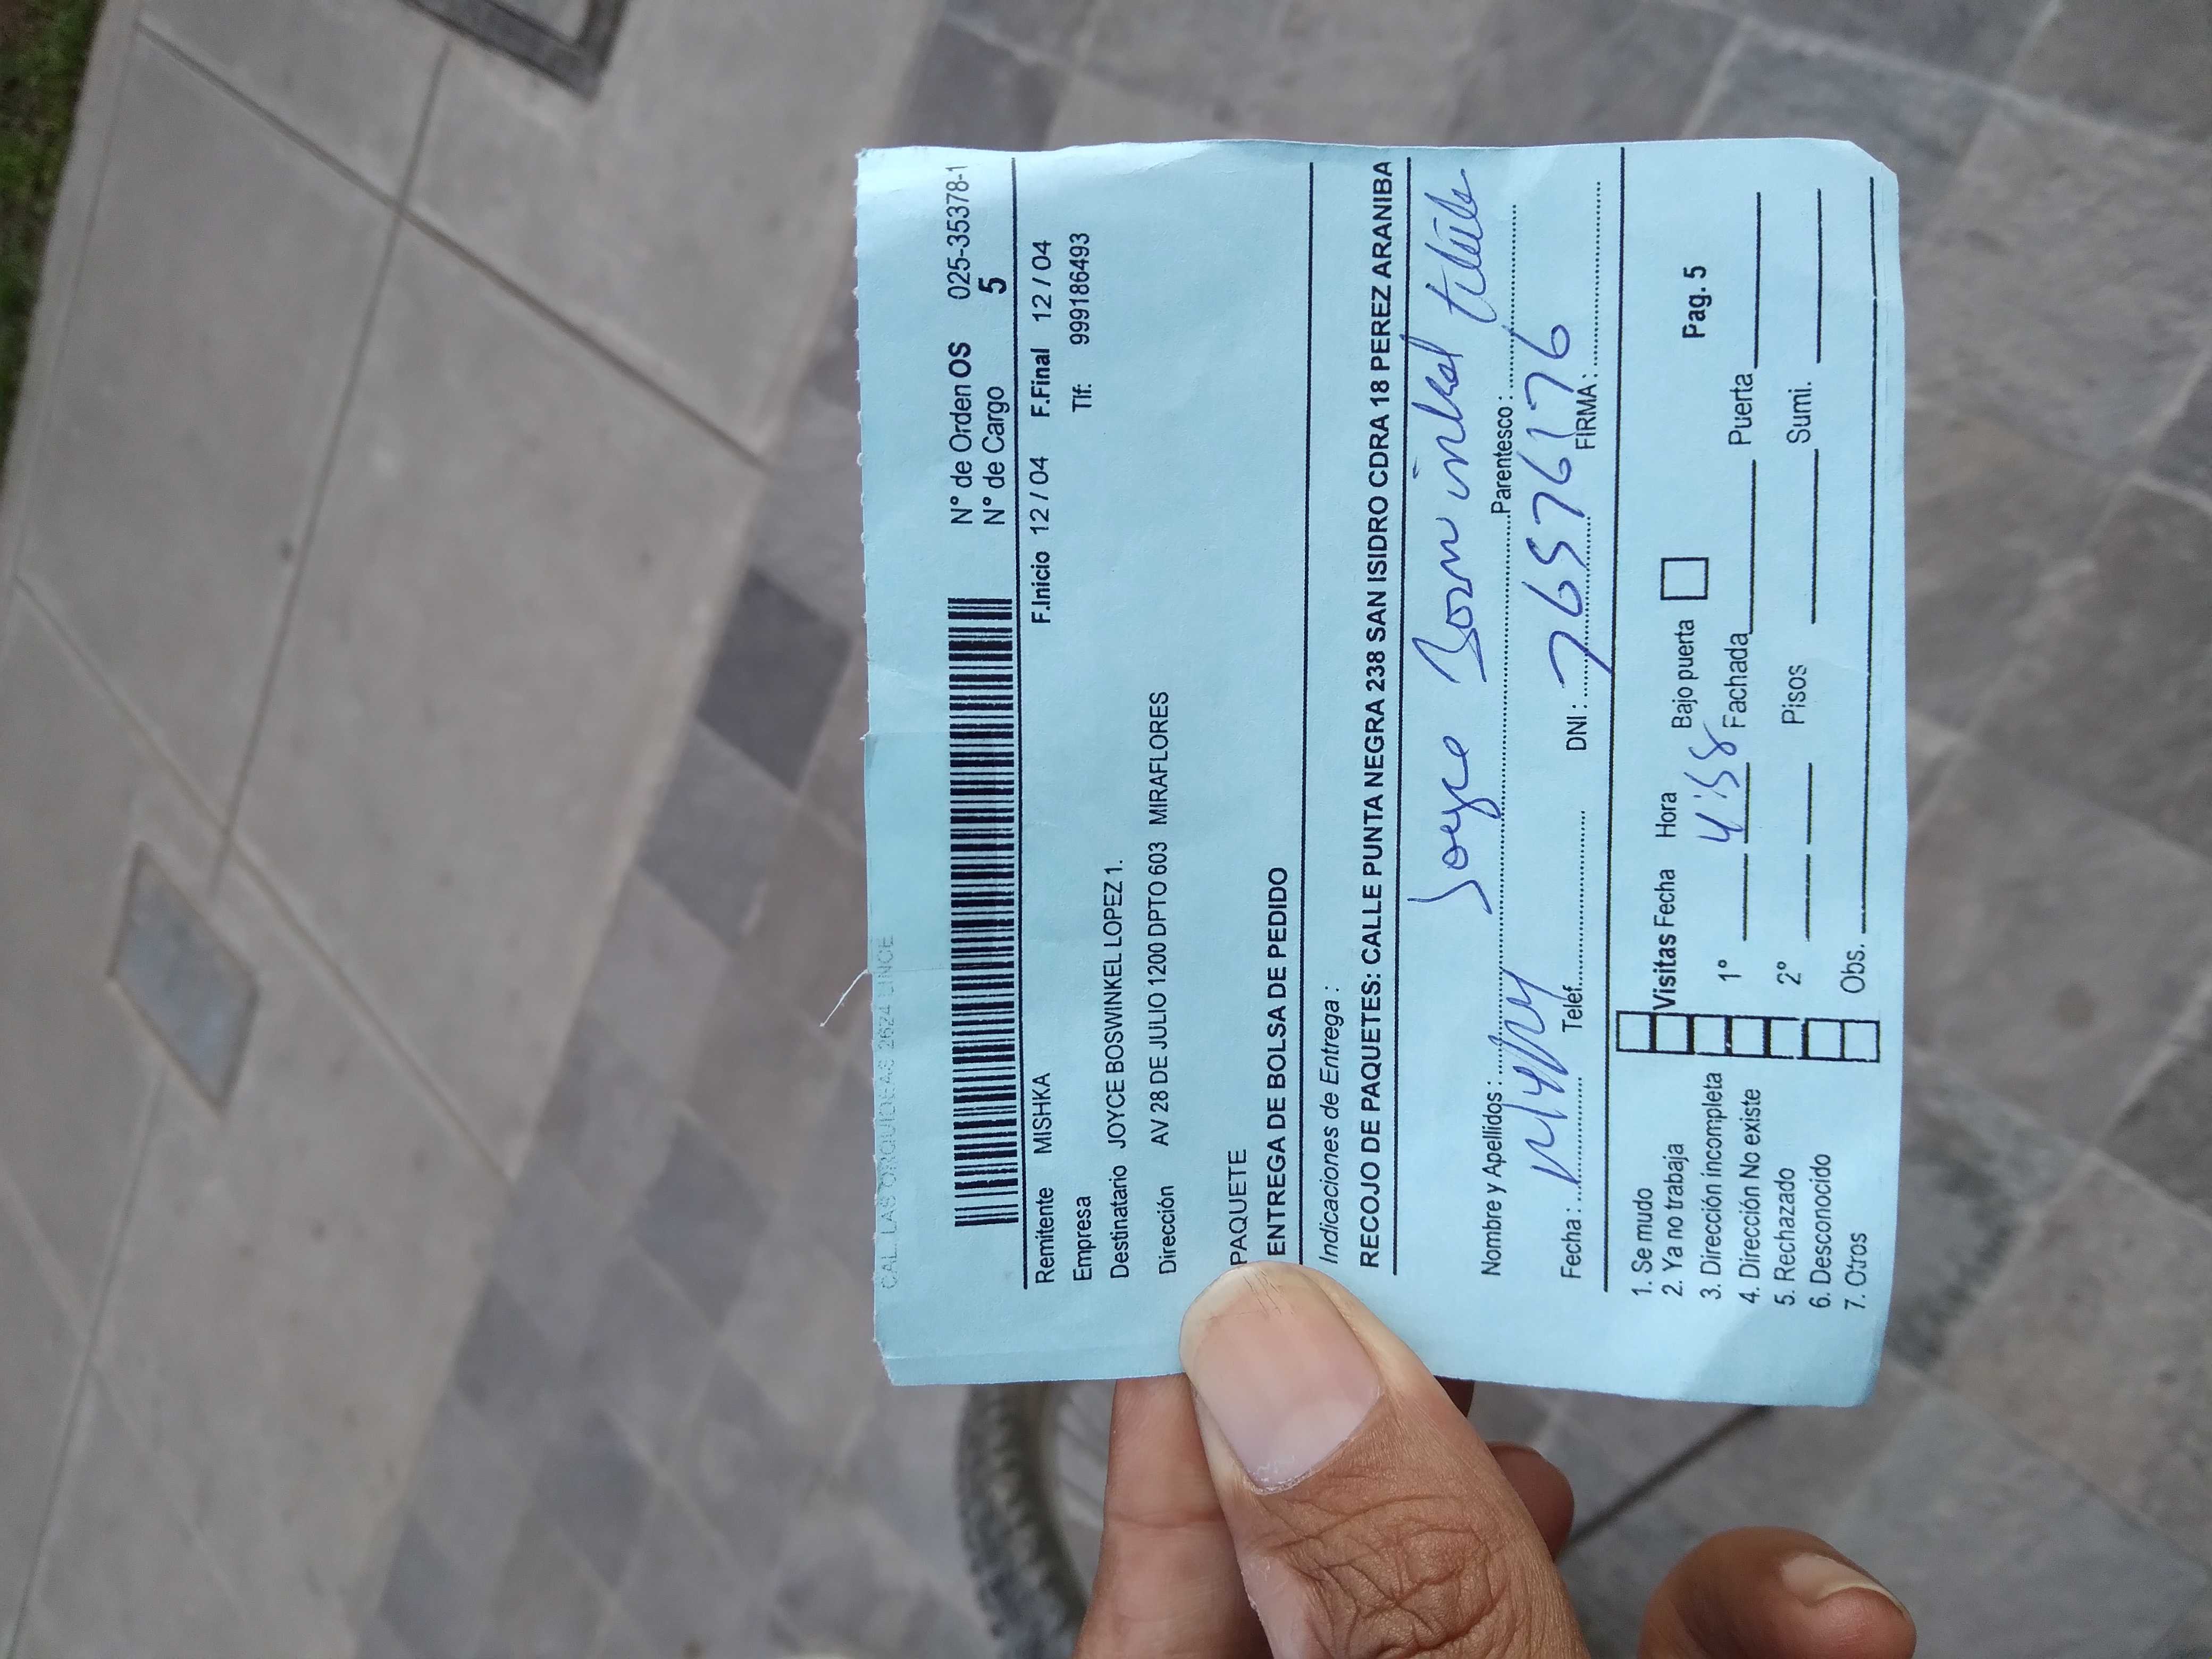 CAL. LAS ORQUIDEAS 2624 LINCE
N° de Orden OS 025-35378-1
N° de Cargo 5
F.Inicio 12 / 04 F.Final 12 / 04
Remitente MISHKA
Empresa Tlf: 999186493
Destinatario JOYCE BOSWINKEL LOPEZ 1.
Dirección AV 28 DE JULIO 1200 DPTO 603 MIRAFLORES
PAQUETE
ENTREGA DE BOLSA DE PEDIDO
Indicaciones de Entrega :
RECOJO DE PAQUETES: CALLE PUNTA NEGRA 238 SAN ISIDRO CDRA 18 PEREZ ARANIBA
Joyce
Nombre y Apellidos : Parentesco :
Fecha : Telef. DNI : 76576176 FIRMA :
1. Se mudo
2. Ya no trabaja
3. Dirección incompleta
4. Dirección No existe
5. Rechazado
6. Desconocido
7. Otros
Visitas Fecha Hora Bajo puerta Pag. 5
1° 4:58 Fachada Puerta
2° Pisos Sumi.
Obs.